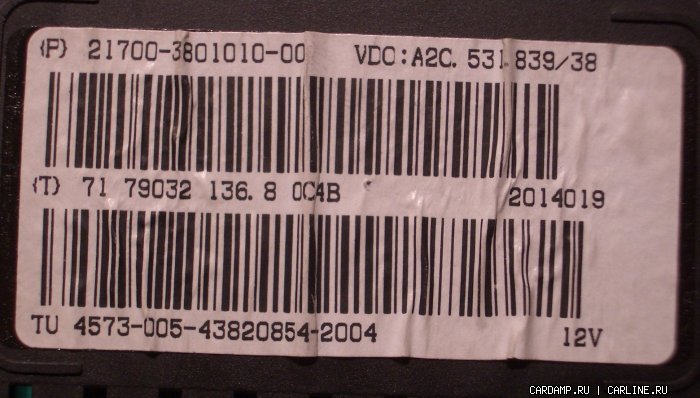 {P} 21700-3801010-00 VDO:A2C. 531 839/38
{T} 71 79032 136. 8 0C4B 2014019
TU 4573-005-43820854-2004 12V
CARDAMP.RU | CARLINE.RU